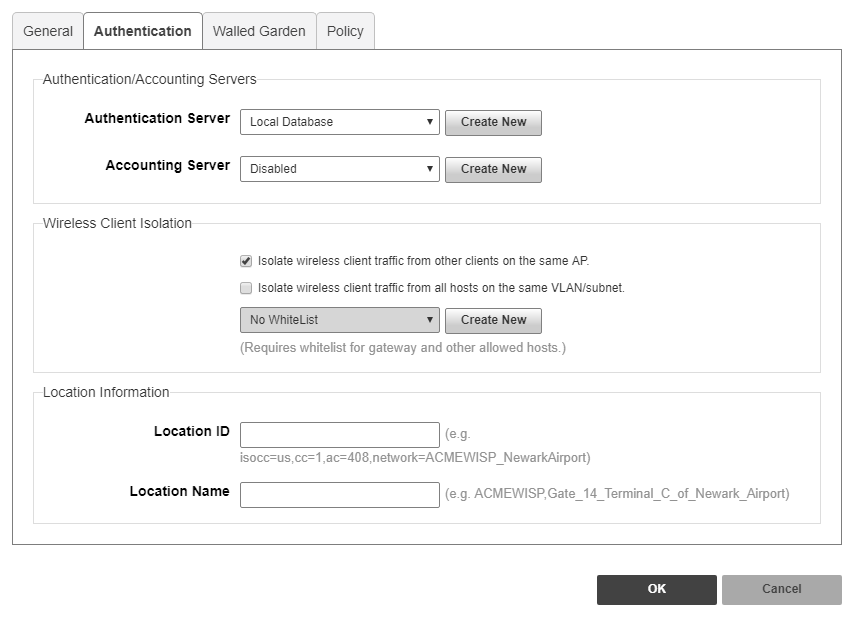 General Authentication Walled Garden Policy
Authentication/Accounting Servers
Authentication Server Local Database Create New
Accounting Server Disabled Create New
Wireless Client Isolation
Isolate wireless client traffic from other clients on the same AP.
Isolate wireless client traffic from all hosts on the same VLAN/subnet.
No WhiteList Create New
(Requires whitelist for gateway and other allowed hosts.)
Location Information
Location ID (e.g.
isocc=us,cc=1,ac=408,network=ACMEWISP_NewarkAirport)
Location Name (e.g. ACMEWISP,Gate_14_Terminal_C_of_Newark_Airport)
OK Cancel